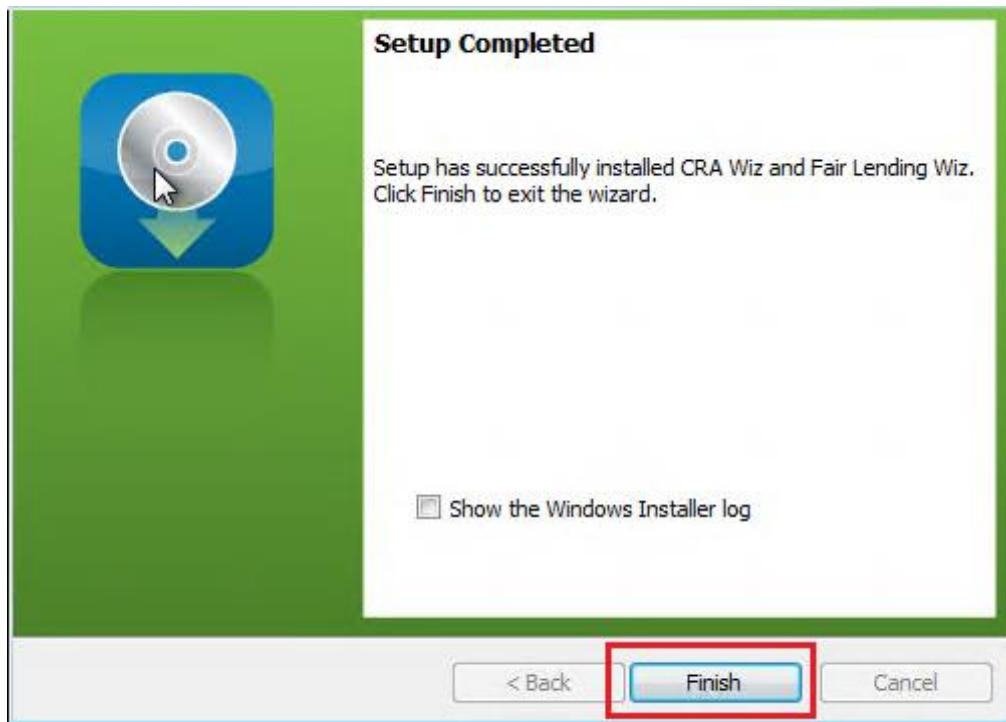 Setup Completed
Setup has successfully installed CRA Wiz and Fair Lending Wiz.
Click Finish to exit the wizard.
Show the Windows Installer log
< Back
Finish
Cancel